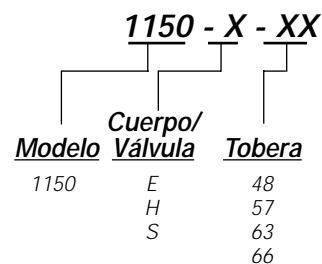 1150 - X - XX
Cuerpo/
Modelo Válvula Tobera
1150 E 48
H 57
S 63
66